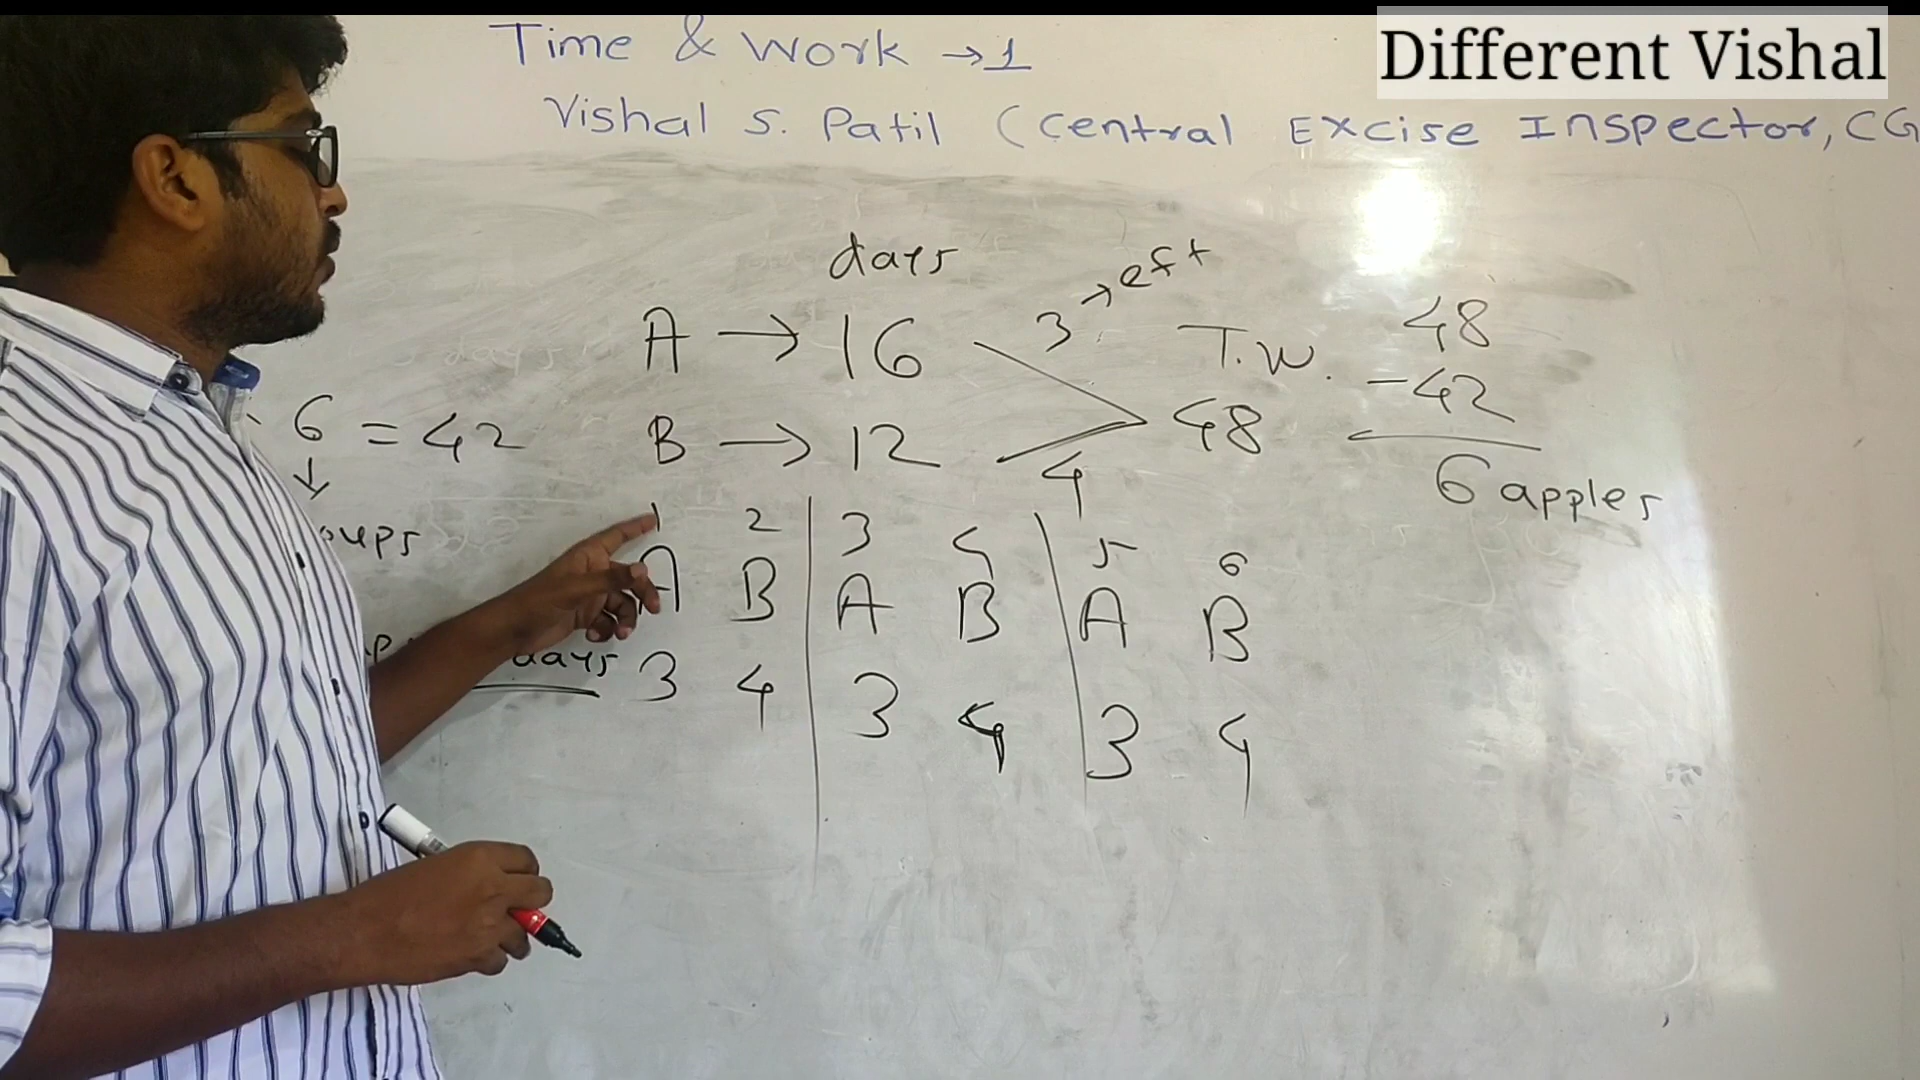 Different Vishal
Time & Work → 1
Vishal S. Patil (Central Excise Inspector, CG
days
A → 16
3 → eff
T.W.
48
-42
6 apples
B → 12
4
48
6 = 42
↓
oups
days
1 2 3 4 5 6
A B A B A B
3 4 3 4 3 4